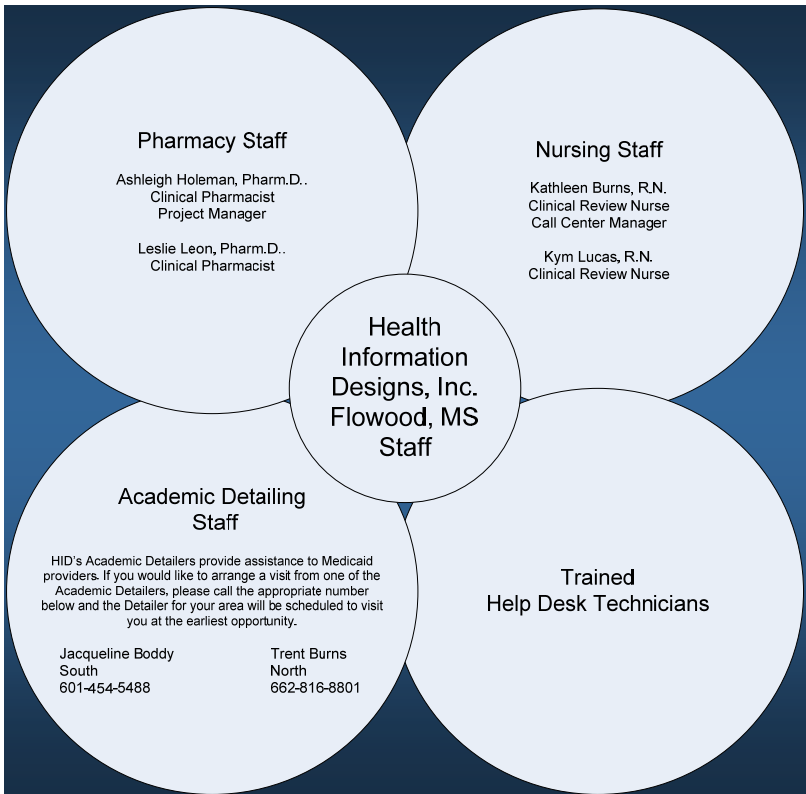 Pharmacy Staff
Ashleigh Holeman, Pharm.D..
Clinical Pharmacist
Project Manager
Leslie Leon, Pharm.D..
Clinical Pharmacist
Nursing Staff
Kathleen Burns, R.N.
Clinical Review Nurse
Call Center Manager
Kym Lucas, R.N.
Clinical Review Nurse
Health
Information
Designs, Inc.
Flowood, MS
Staff
Academic Detailing
Staff
HID's Academic Detailers provide assistance to Medicaid
providers. If you would like to arrange a visit from one of the
Academic Detailers, please call the appropriate number
below and the Detailer for your area will be scheduled to visit
you at the earliest opportunity.
Jacqueline Boddy
South
601-454-5488
Trent Burns
North
662-816-8801
Trained
Help Desk Technicians